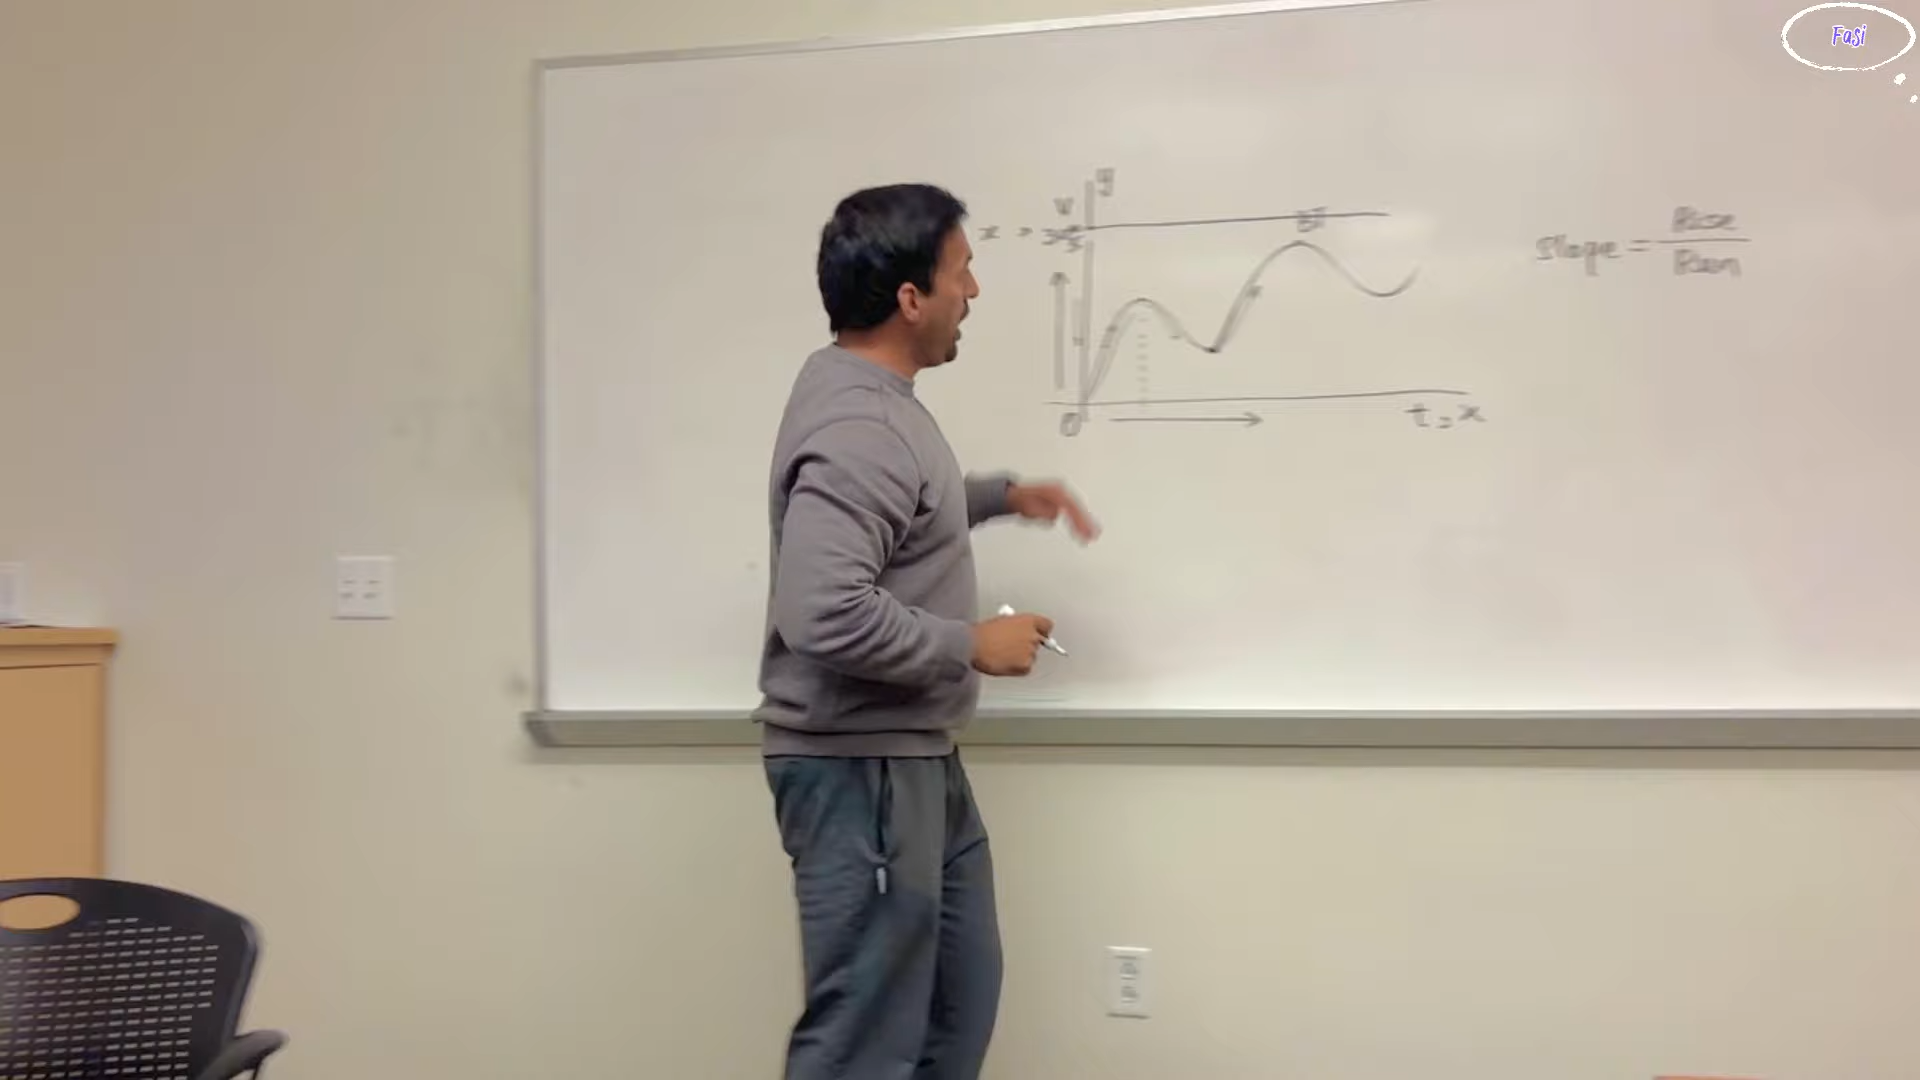 Fasi
y
v
slope = Rise
Run
0
t, x